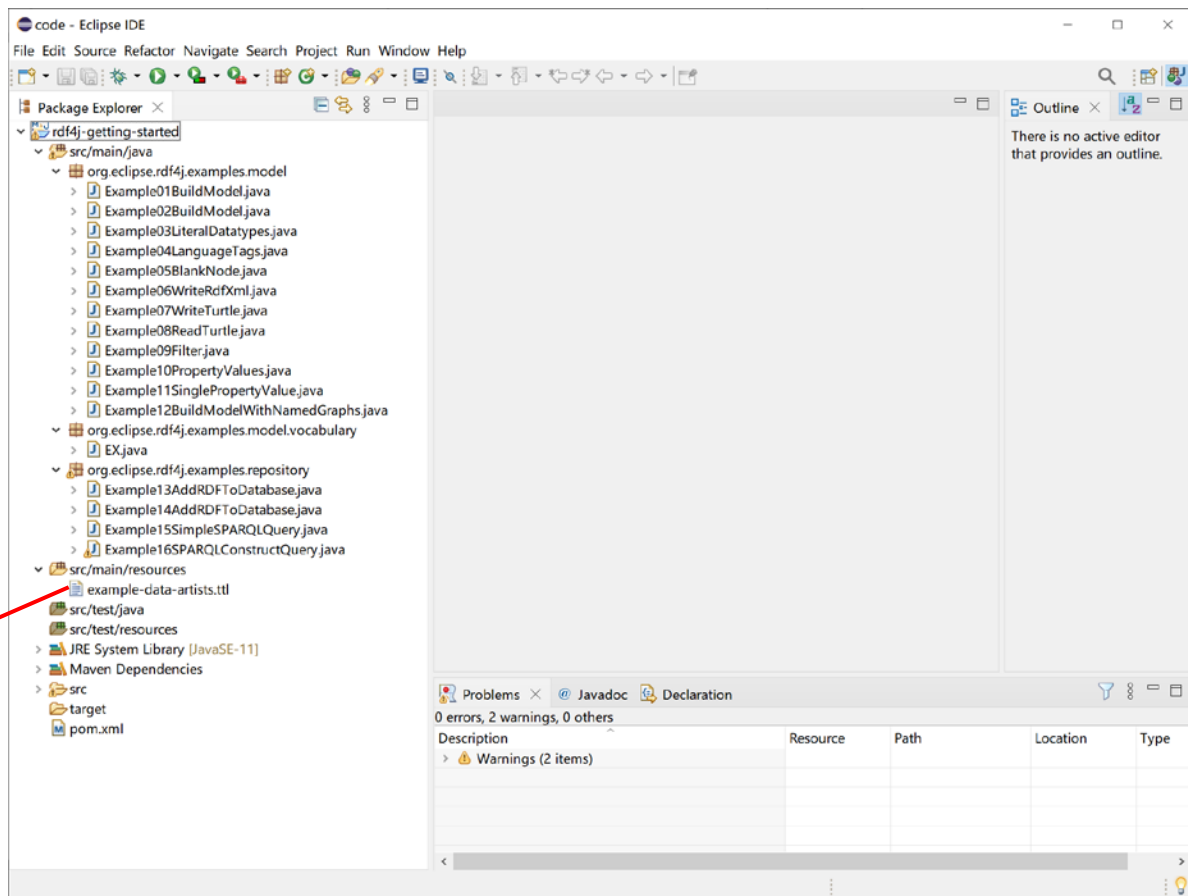 code - Eclipse IDE
File Edit Source Refactor Navigate Search Project Run Window Help
Package Explorer
rdf4j-getting-started
src/main/java
org.eclipse.rdf4j.examples.model
Example01BuildModel.java
Example02BuildModel.java
Example03LiteralDatatypes.java
Example04LanguageTags.java
Example05BlankNode.java
Example06WriteRdfXml.java
Example07WriteTurtle.java
Example08ReadTurtle.java
Example09Filter.java
Example10PropertyValues.java
Example11SinglePropertyValue.java
Example12BuildModelWithNamedGraphs.java
org.eclipse.rdf4j.examples.model.vocabulary
EX.java
org.eclipse.rdf4j.examples.repository
Example13AddRDFToDatabase.java
Example14AddRDFToDatabase.java
Example15SimpleSPARQLQuery.java
Example16SPARQLConstructQuery.java
src/main/resources
example-data-artists.ttl
src/test/java
src/test/resources
JRE System Library [JavaSE-11]
Maven Dependencies
src
target
pom.xml
Outline
There is no active editor
that provides an outline.
Problems @ Javadoc Declaration
0 errors, 2 warnings, 0 others
Description Resource Path Location Type
Warnings (2 items)